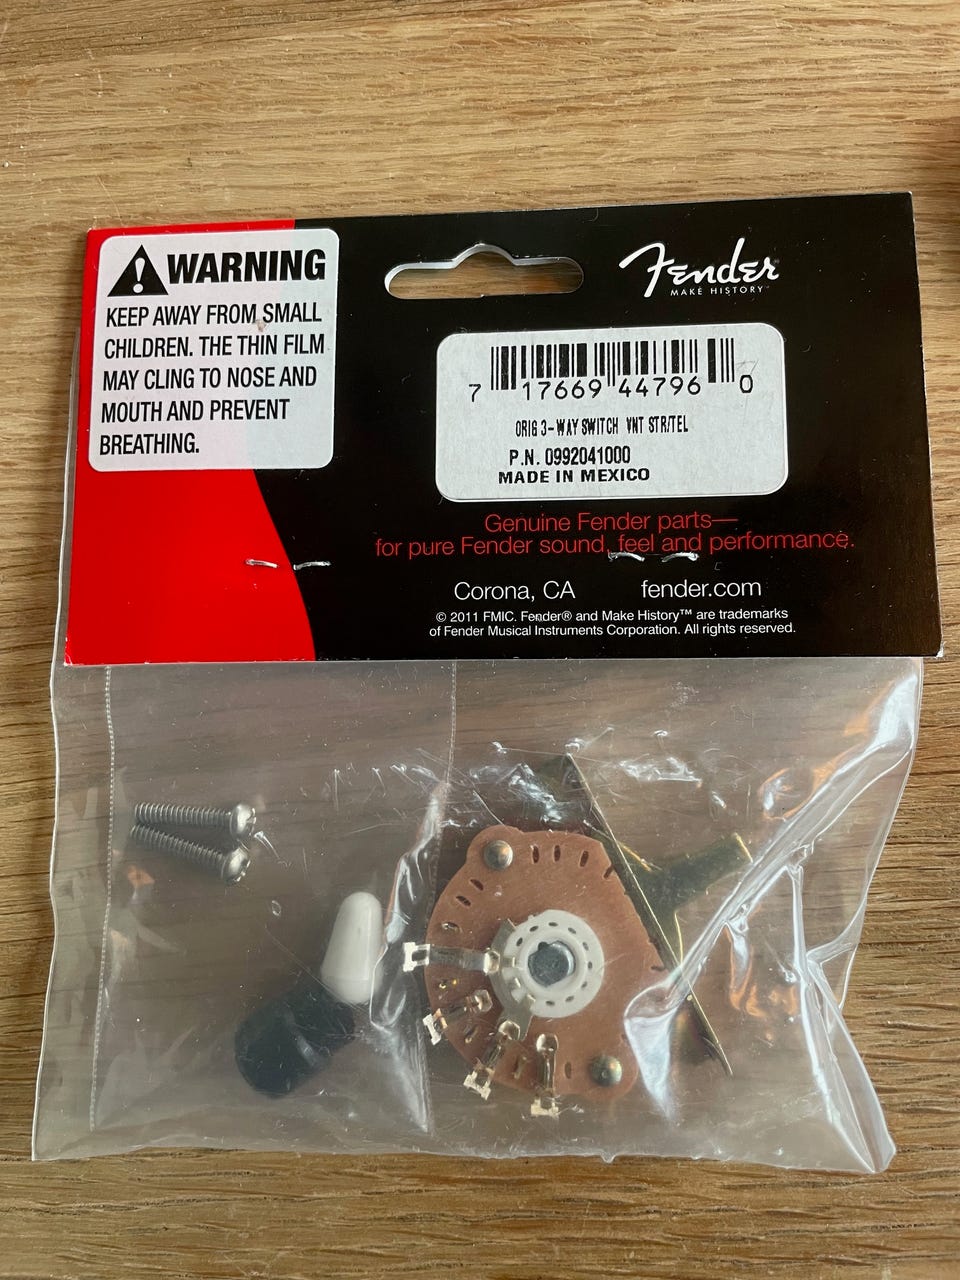 WARNING
KEEP AWAY FROM SMALL
CHILDREN. THE THIN FILM
MAY CLING TO NOSE AND
MOUTH AND PREVENT
BREATHING.
Fender®
MAKE HISTORY™
7 17669 44796 0
ORIG 3-WAY SWITCH VNT STR/TEL
P.N. 0992041000
MADE IN MEXICO
Genuine Fender parts—
for pure Fender sound, feel and performance.
Corona, CA fender.com
© 2011 FMIC. Fender® and Make History™ are trademarks
of Fender Musical Instruments Corporation. All rights reserved.